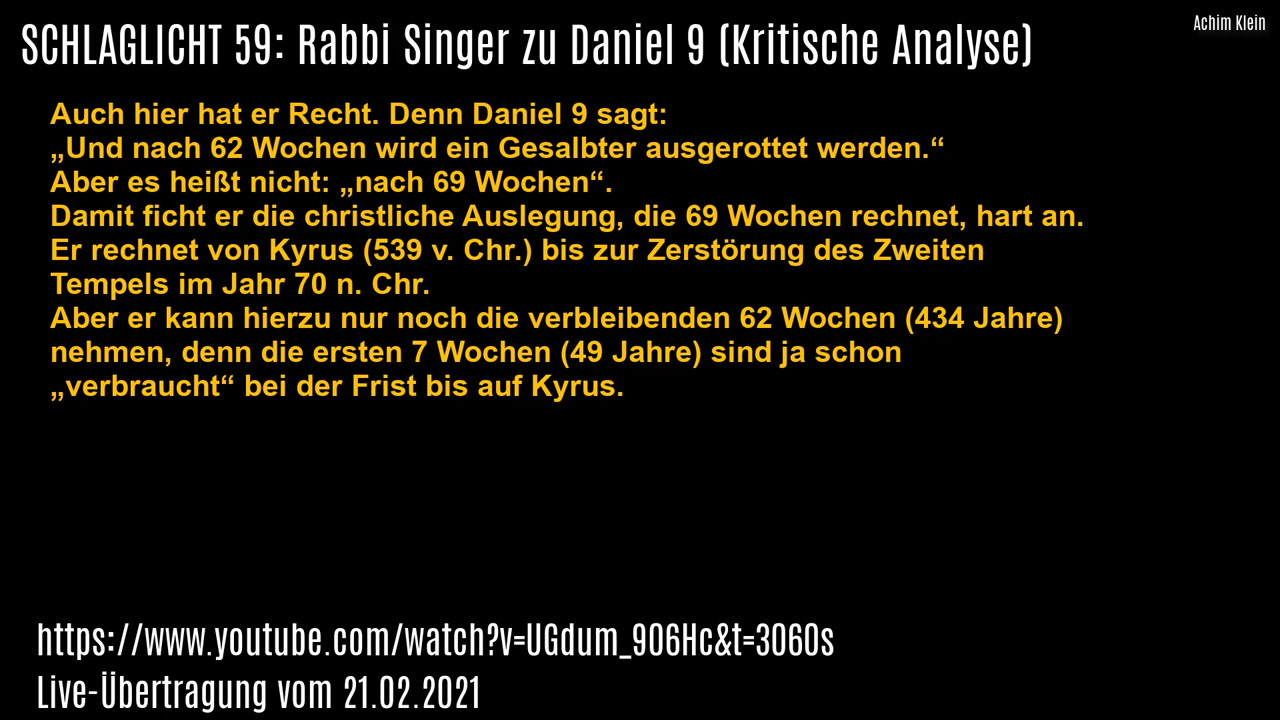 SCHLAGLICHT 59: Rabbi Singer zu Daniel 9 (Kritische Analyse)
Achim Klein
Auch hier hat er Recht. Denn Daniel 9 sagt:
„Und nach 62 Wochen wird ein Gesalbter ausgerottet werden.“
Aber es heißt nicht: „nach 69 Wochen“.
Damit ficht er die christliche Auslegung, die 69 Wochen rechnet, hart an.
Er rechnet von Kyrus (539 v. Chr.) bis zur Zerstörung des Zweiten
Tempels im Jahr 70 n. Chr.
Aber er kann hierzu nur noch die verbleibenden 62 Wochen (434 Jahre)
nehmen, denn die ersten 7 Wochen (49 Jahre) sind ja schon
„verbraucht“ bei der Frist bis auf Kyrus.
https://www.youtube.com/watch?v=UGdum_906Hc&t=3060s
Live-Übertragung vom 21.02.2021